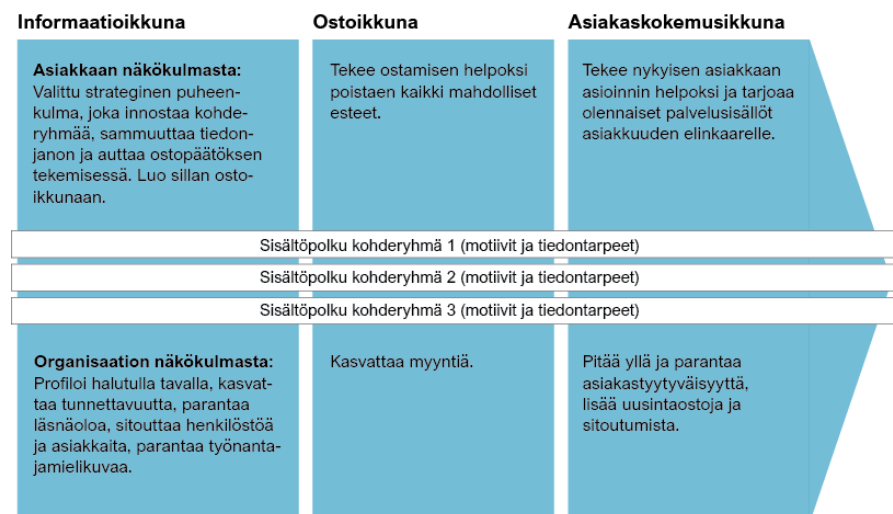 Informaatioikkuna
Ostoikkuna
Asiakaskokemusikkuna
Asiakkaan näkökulmasta:
Valittu strateginen puheen-
kulma, joka innostaa kohde-
ryhmää, sammuuttaa tiedon-
janon ja auttaa ostopäätöksen
tekemisessä. Luo sillan osto-
ikkunaan.
Tekee ostamisen helpoksi
poistaen kaikki mahdolliset
esteet.
Tekee nykyisen asiakkaan
asioinnin helpoksi ja tarjoaa
olennaiset palvelusisällöt
asiakkuuden elinkaarelle.
Sisältöpolku kohderyhmä 1 (motiivit ja tiedontarpeet)
Sisältöpolku kohderyhmä 2 (motiivit ja tiedontarpeet)
Sisältöpolku kohderyhmä 3 (motiivit ja tiedontarpeet)
Organisaation näkökulmasta:
Profiloi halutulla tavalla, kasvat-
taa tunnettavuutta, parantaa
läsnäoloa, sitouttaa henkilöstöä
ja asiakkaita, parantaa työnanta-
jamielikuvaa.
Kasvattaa myyntiä.
Pitää yllä ja parantaa
asiakastyytyväisyyttä,
lisää uusintaostoja ja
sitoutumista.